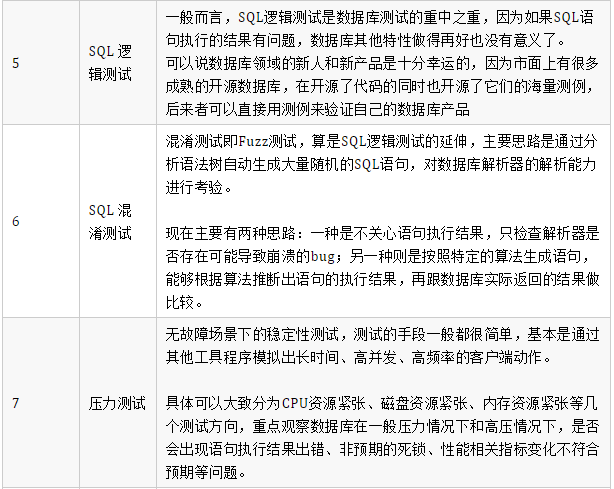 一般而言，SQL逻辑测试是数据库测试的重中之重，因为如果SQL语
句执行的结果有问题，数据库其他特性做得再好也没有意义了。
5
SQL 逻
辑测试
可以说数据库领域的新人和新产品是十分幸运的，因为市面上有很多
成熟的开源数据库，在开源了代码的同时也开源了它们的海量测例，
后来者可以直接用测例来验证自己的数据库产品
混淆测试即Fuzz测试，算是SQL逻辑测试的延伸，主要思路是通过分
析语法树自动生成大量随机的SQL语句，对数据库解析器的解析能力
进行考验。
6
SQL 混
淆测试
现在主要有两种思路：一种是不关心语句执行结果，只检查解析器是
否存在可能导致崩溃的bug；另一种则是按照特定的算法生成语句，
能够根据算法推断出语句的执行结果，再跟数据库实际返回的结果做
比较。
无故障场景下的稳定性测试，测试的手段一般都很简单，基本是通过
其他工具程序模拟出长时间、高并发、高频率的客户端动作。
7
压力测试
具体可以大致分为CPU资源紧张、磁盘资源紧张、内存资源紧张等几
个测试方向，重点观察数据库在一般压力情况下和高压情况下，是否
会出现语句执行结果出错、非预期的死锁、性能相关指标变化不符合
预期等问题。